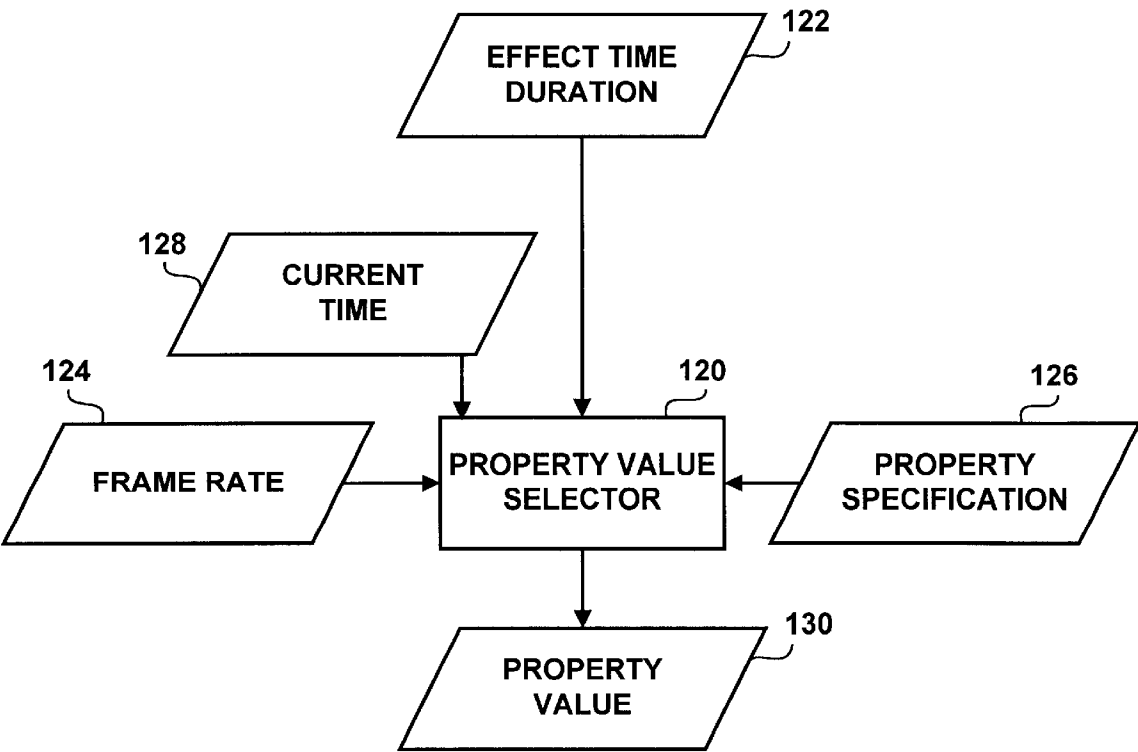 122
EFFECT TIME
DURATION
128
CURRENT
TIME
124
FRAME RATE
120
PROPERTY VALUE
SELECTOR
126
PROPERTY
SPECIFICATION
130
PROPERTY
VALUE